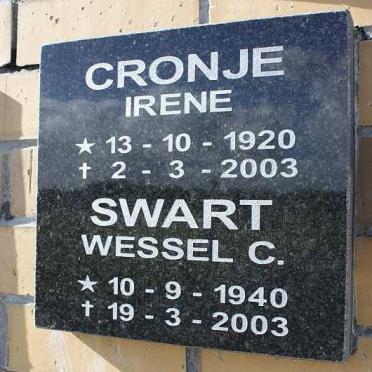 CRONJE
IRENE
★ 13 - 10 - 1920
✝ 2 - 3 - 2003
SWART
WESSEL C.
★ 10 - 9 - 1940
✝ 19 - 3 - 2003